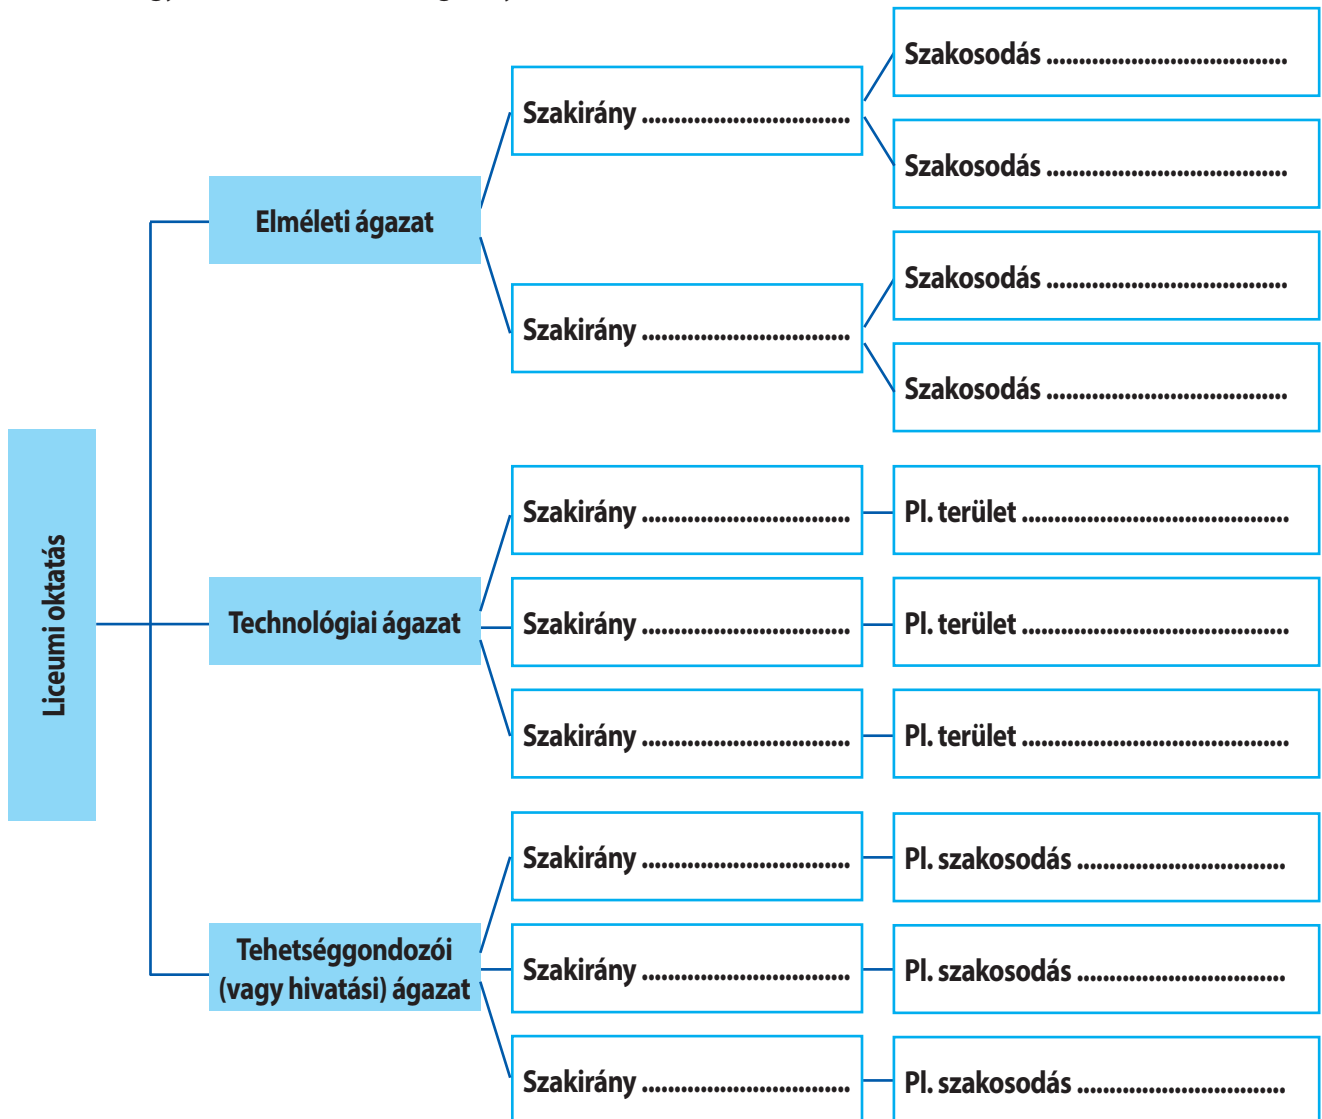 Szakosodás .....................................
Szakirány ................................
Szakosodás .....................................
Elméleti ágazat
Szakosodás .....................................
Szakirány ................................
Szakosodás .....................................
Liceumi oktatás
Szakirány ................................
Pl. terület .........................................
Technológiai ágazat
Szakirány ................................
Pl. terület .........................................
Szakirány ................................
Pl. terület .........................................
Szakirány ................................
Pl. szakosodás ................................
Tehetséggondozói
(vagy hivatási) ágazat
Szakirány ................................
Pl. szakosodás ................................
Szakirány ................................
Pl. szakosodás ................................